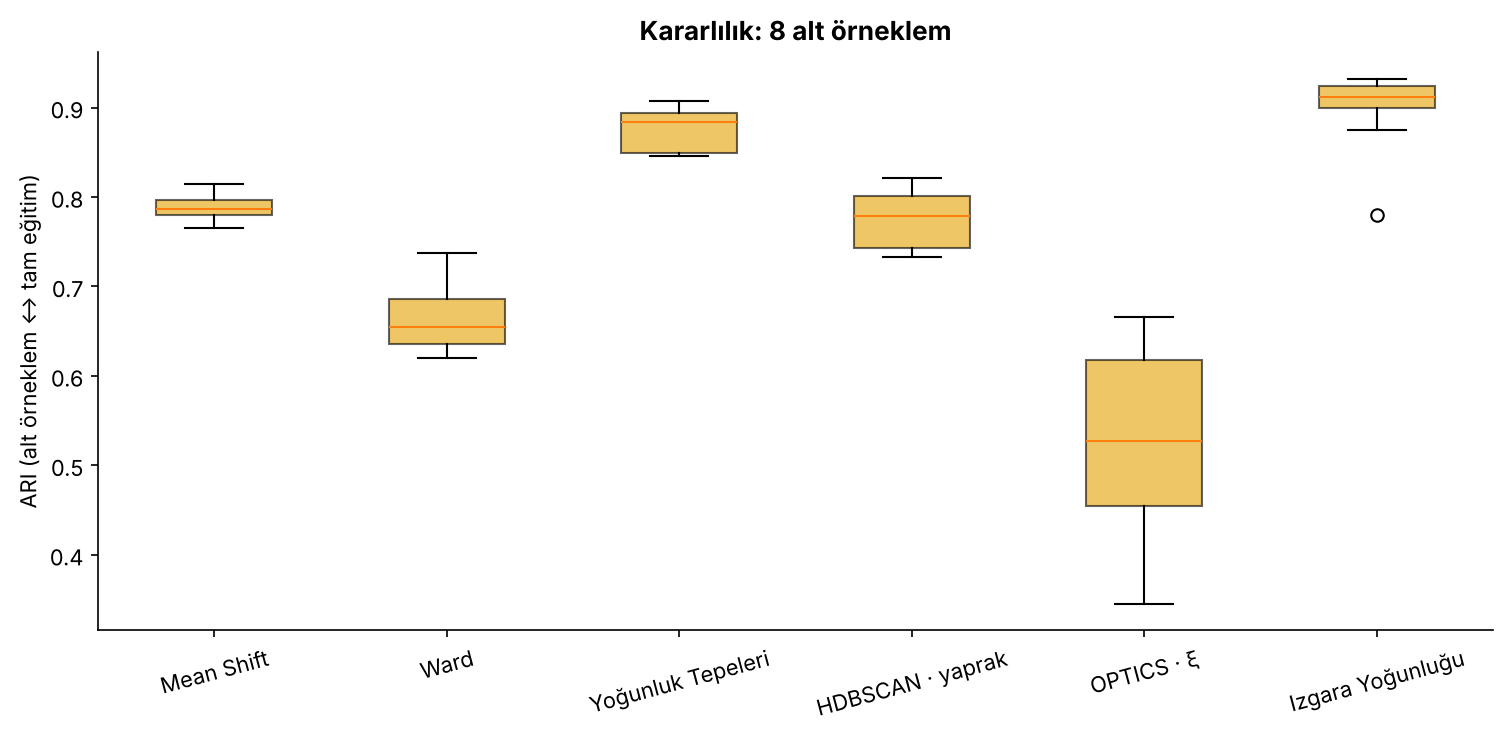 Kararlılık: 8 alt örneklem
ARI (alt örneklem ↔ tam eğitim)
0.9
0.8
0.7
0.6
0.5
0.4
Mean Shift
Ward
Yoğunluk Tepeleri
HDBSCAN · yaprak
OPTICS · ξ
Izgara Yoğunluğu